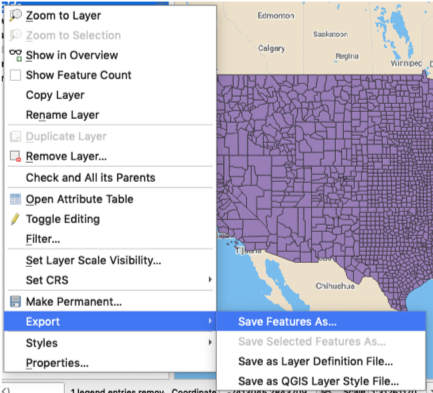 Zoom to Layer
Zoom to Selection
Show in Overview
Show Feature Count
Copy Layer
Rename Layer
Duplicate Layer
Remove Layer...
Check and All its Parents
Open Attribute Table
Toggle Editing
Filter...
Set Layer Scale Visibility...
Set CRS
Make Permanent...
Export
Styles
Properties...
Save Features As...
Save Selected Features As...
Save as Layer Definition File...
Save as QGIS Layer Style File...
Edmonton
Saskatoon
Calgary
Regina
Winnipeg
Chihuahua
1 legend entries remov
Coordinate
Scale